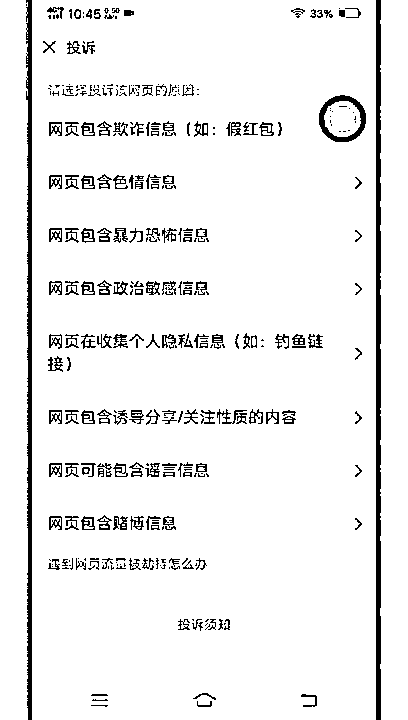 10:45 33%
投诉
请选择投诉该网页的原因:
网页包含欺诈信息（如：假红包）
网页包含色情信息
网页包含暴力恐怖信息
网页包含政治敏感信息
网页在收集个人隐私信息（如：钓鱼链
接）
网页包含诱导分享/关注性质的内容
网页可能包含谣言信息
网页包含赌博信息
遇到网页流量被劫持怎么办
投诉须知